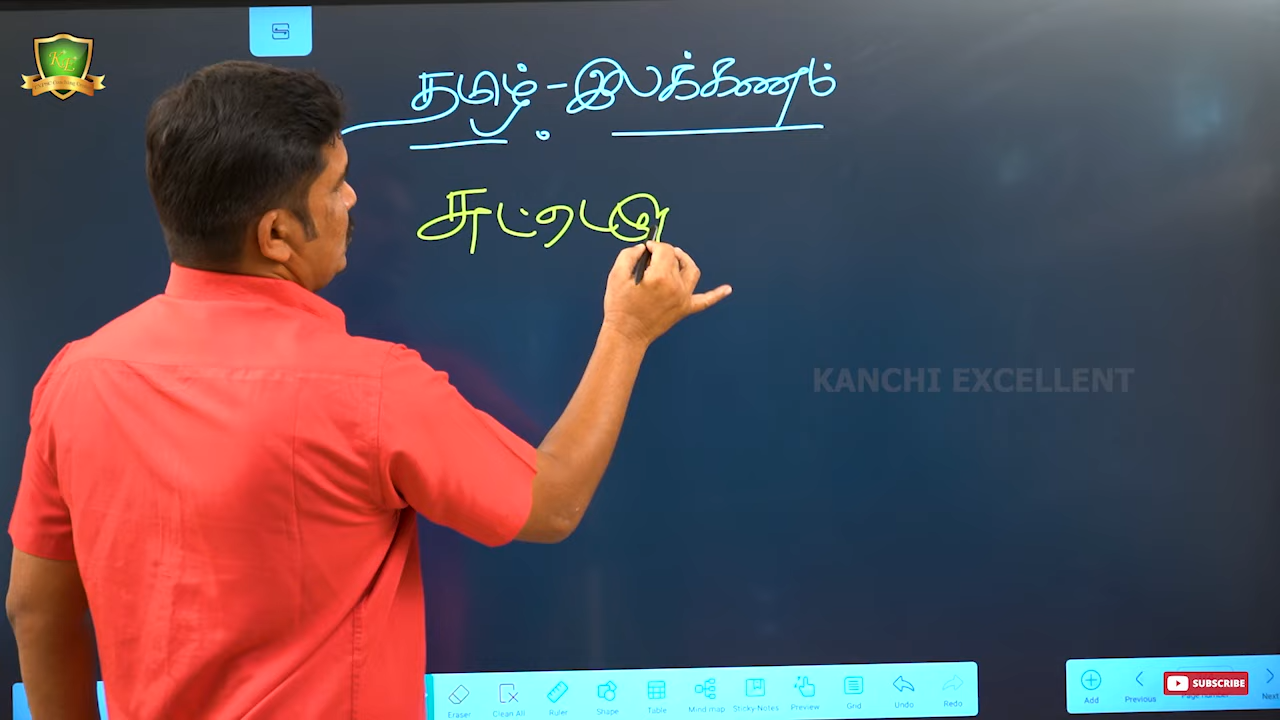 தமிழ் - இலக்கணம்
KANCHI EXCELLENT
Eraser Clean All Ruler Shape Table Mind map Sticky Notes Preview Grid Undo Redo
Add Previous SUBSCRIBE Next